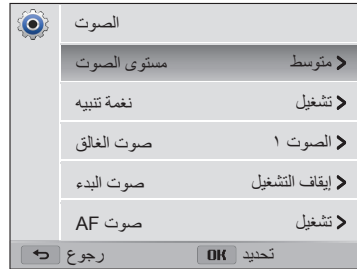 الصوت
مستوى الصوت متوسط
نغمة تنبيه تشغيل
صوت الغالق الصوت ١
صوت البدء إيقاف التشغيل
صوت AF تشغيل
رجوع OK تحديد